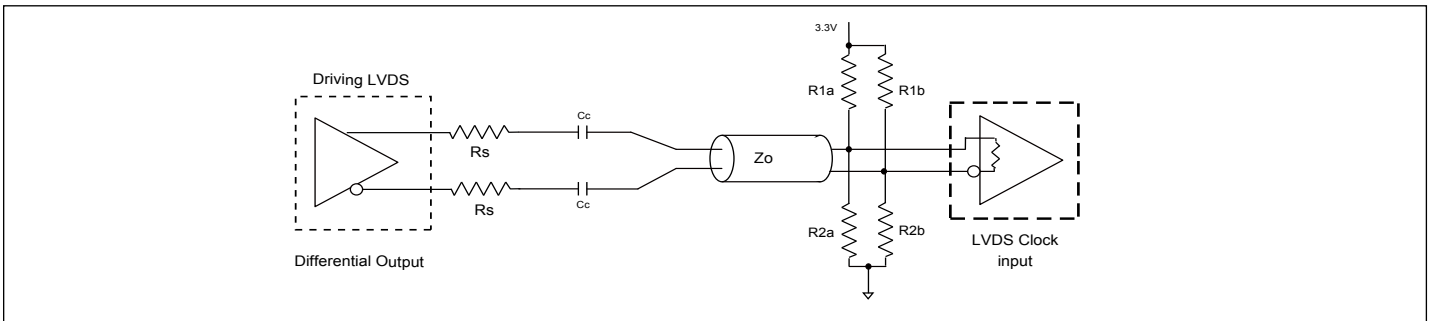 3.3V
Driving LVDS
R1a
R1b
Cc
Rs
Zo
Rs
Cc
R2a
R2b
LVDS Clock
input
Differential Output